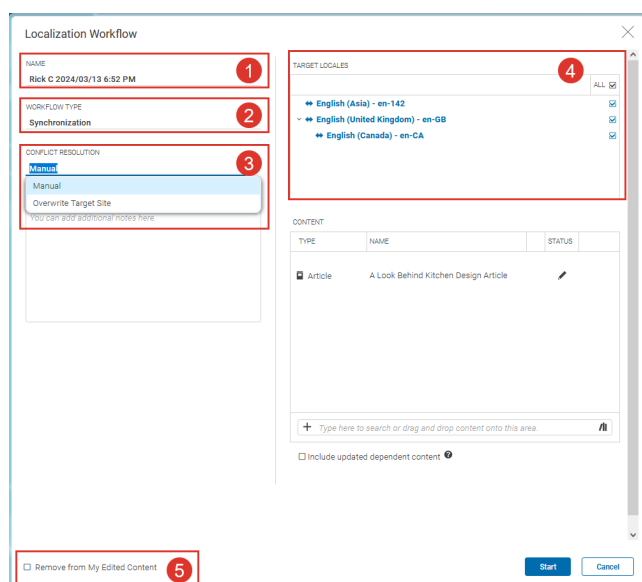 Localization Workflow
NAME
Rick C 2024/03/13 6:52 PM
1
WORKFLOW TYPE
Synchronization
2
CONFLICT RESOLUTION
3
Manual
Manual
Overwrite Target Site
You can add additional notes here.
TARGET LOCALES
4
ALL
English (Asia) - en-142
English (United Kingdom) - en-GB
English (Canada) - en-CA
CONTENT
TYPE NAME STATUS
Article A Look Behind Kitchen Design Article
Type here to search or drag and drop content onto this area.
Include updated dependent content ?
Remove from My Edited Content
5
Start Cancel